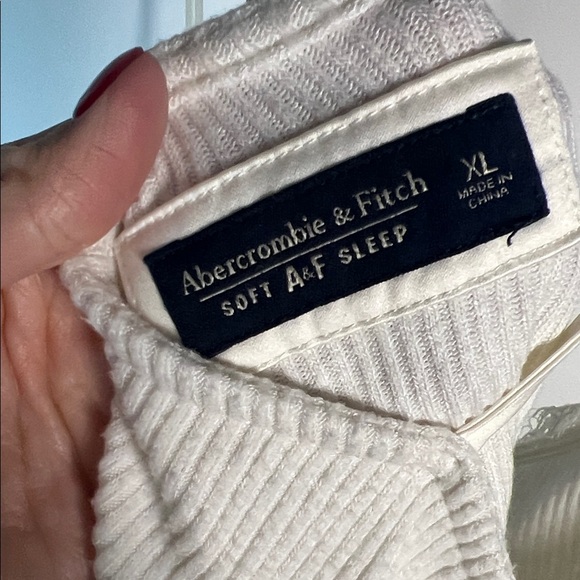 Abercrombie & Fitch
SOFT A&F SLEEP
XL
MADE IN
CHINA